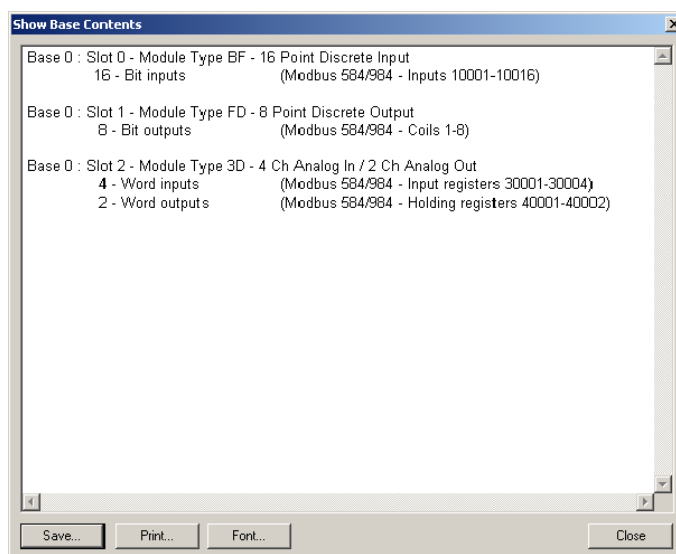 Show Base Contents
Base 0 : Slot 0 - Module Type BF - 16 Point Discrete Input
16 - Bit inputs (Modbus 584/984 - Inputs 10001-10016)
Base 0 : Slot 1 - Module Type FD - 8 Point Discrete Output
8 - Bit outputs (Modbus 584/984 - Coils 1-8)
Base 0 : Slot 2 - Module Type 3D - 4 Ch Analog In / 2 Ch Analog Out
4 - Word inputs (Modbus 584/984 - Input registers 30001-30004)
2 - Word outputs (Modbus 584/984 - Holding registers 40001-40002)
Save... Print... Font... Close